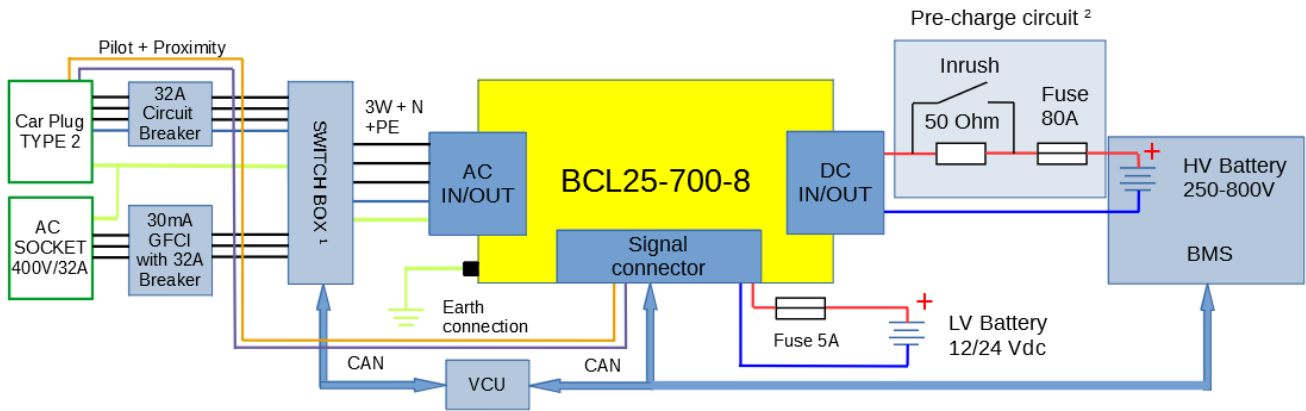 Pre-charge circuit ²
Pilot + Proximity
Car Plug
TYPE 2
32A
Circuit
Breaker
SWITCH BOX ¹
3W + N
+PE
AC
IN/OUT
BCL25-700-8
DC
IN/OUT
Inrush
50 Ohm
Fuse
80A
+
HV Battery
250-800V
BMS
AC
SOCKET
400V/32A
30mA
GFCI
with 32A
Breaker
Signal
connector
Earth
connection
Fuse 5A
+
LV Battery
12/24 Vdc
CAN
VCU
CAN